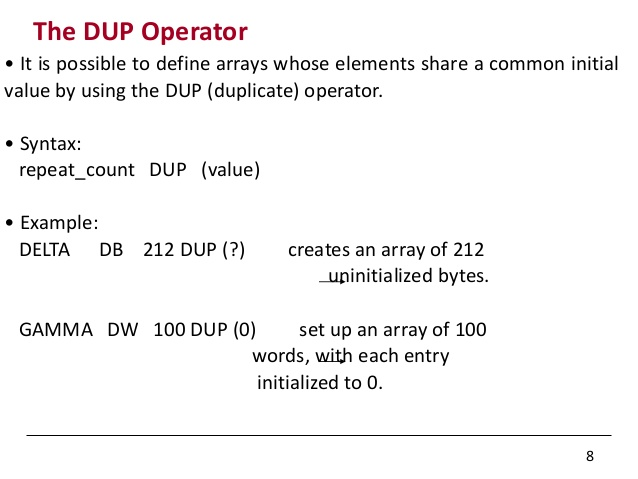 The DUP Operator
• It is possible to define arrays whose elements share a common initial
value by using the DUP (duplicate) operator.
• Syntax:
repeat_count DUP (value)
• Example:
DELTA DB 212 DUP (?) creates an array of 212
uninitialized bytes.
GAMMA DW 100 DUP (0) set up an array of 100
words, with each entry
initialized to 0.
8